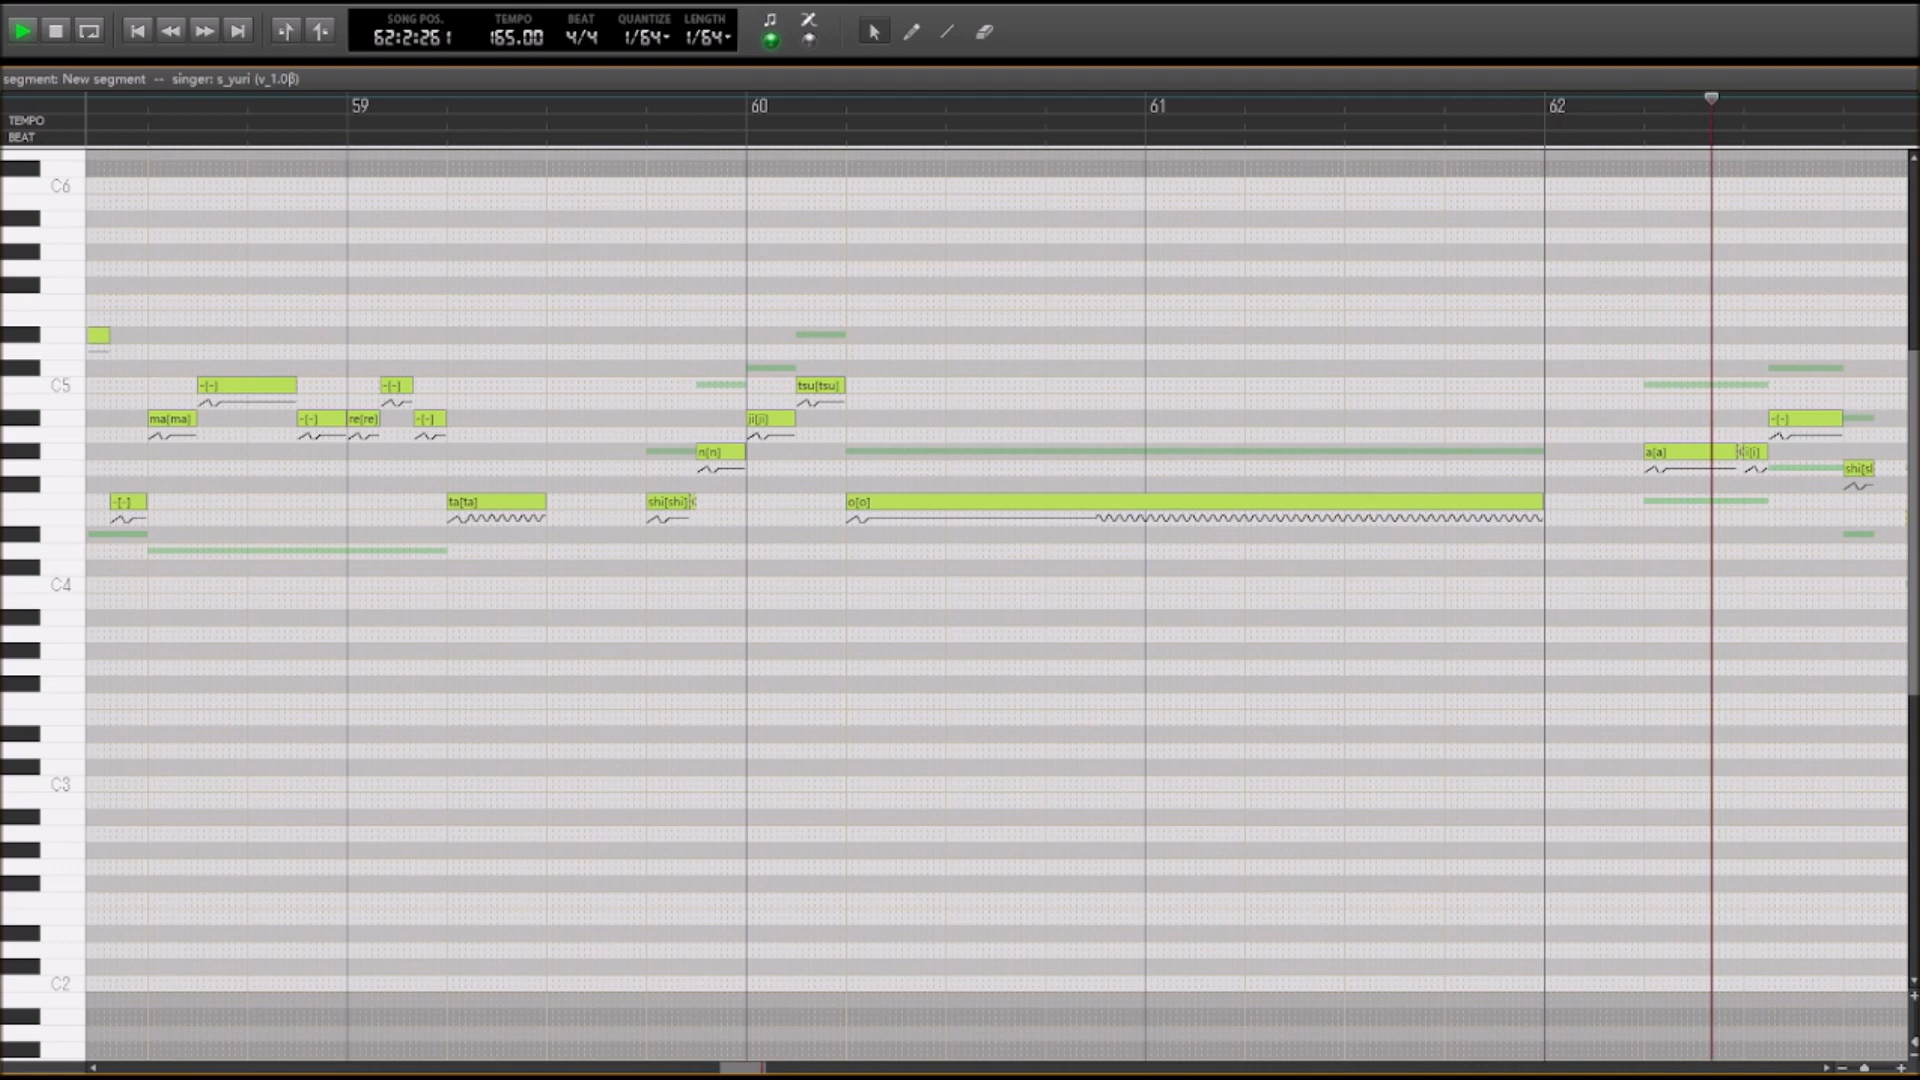 SONG POS. TEMPO BEAT QUANTIZE LENGTH
62:2:261 165.00 4/4 1/64 1/64
segment: New segment -- singer: s_yuri (v_1.0β)
59 60 61 62
TEMPO
BEAT
C6
C5
-[-] -[-] tsu[tsu]
ma[ma] -[-] re[re] -[-] ji[ji] -[-]
n[n] a[a] i[i]
shi[s
-[-] ta[ta] shi[shi] o[o]
C4
C3
C2